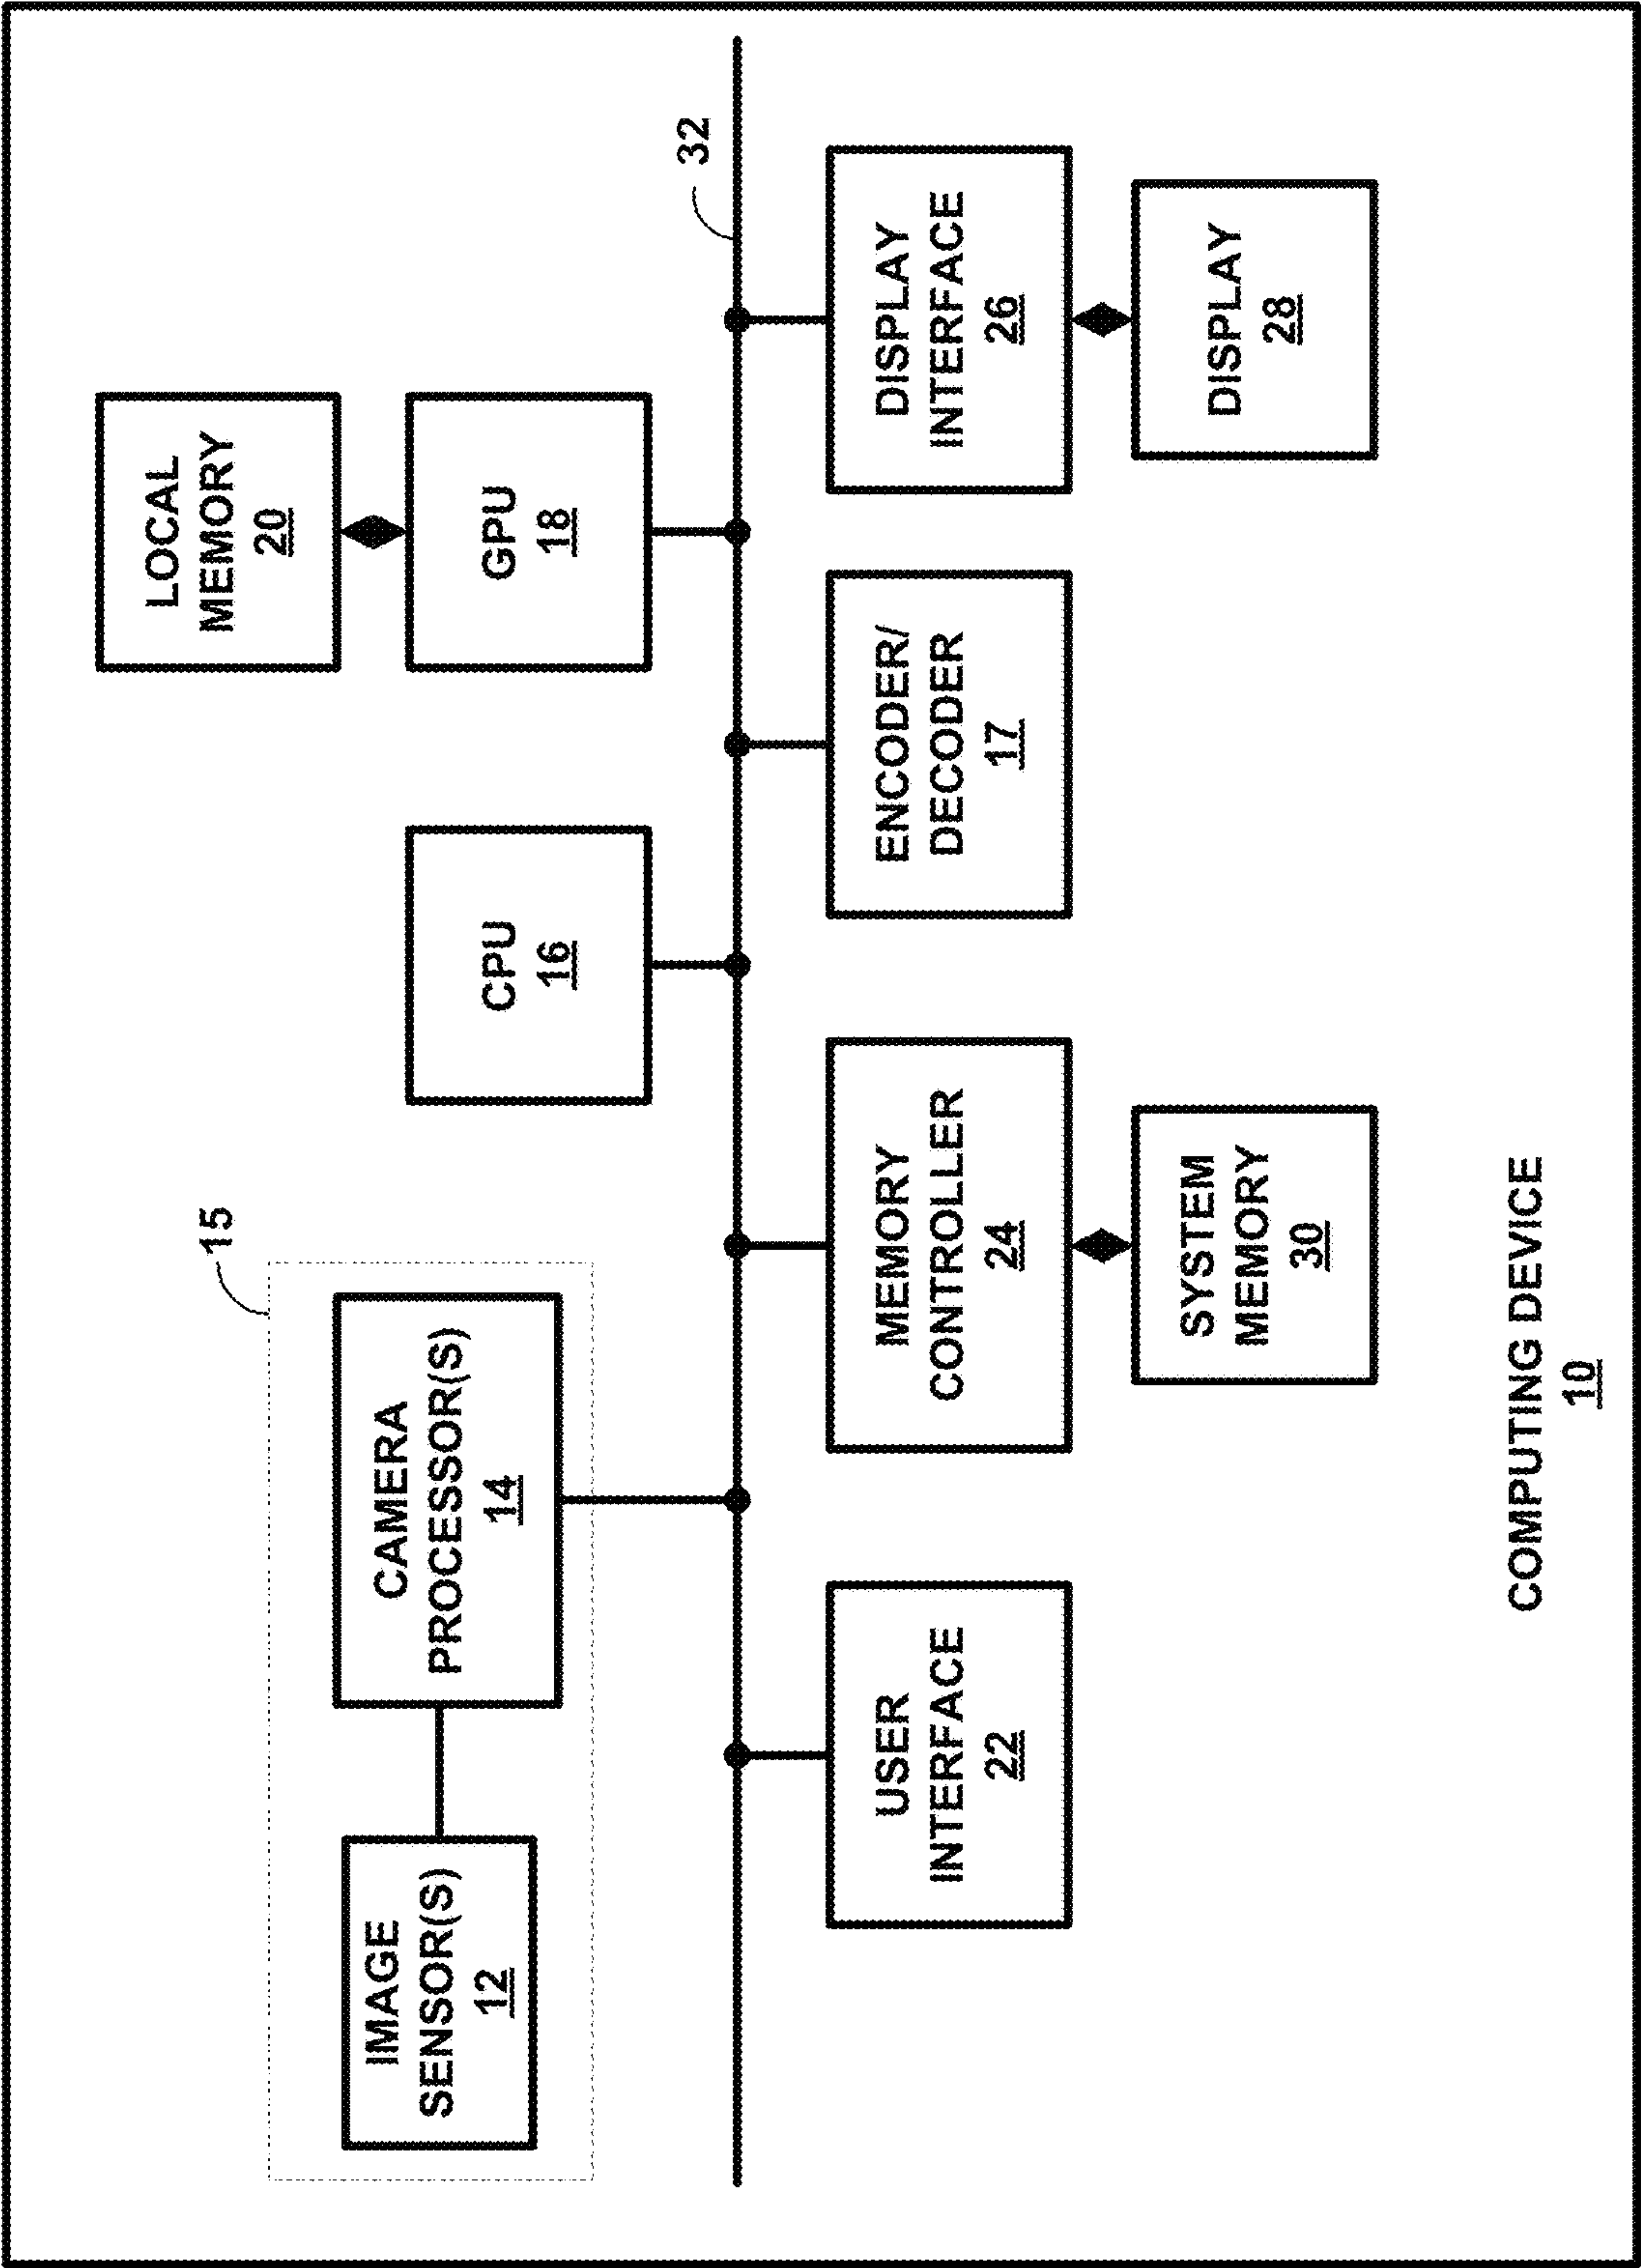 15
IMAGE
SENSOR(S)
12
CAMERA
PROCESSOR(S)
14
CPU
16
LOCAL
MEMORY
20
GPU
18
32
USER
INTERFACE
22
MEMORY
CONTROLLER
24
ENCODER/
DECODER
17
DISPLAY
INTERFACE
26
SYSTEM
MEMORY
30
DISPLAY
28
COMPUTING DEVICE
10